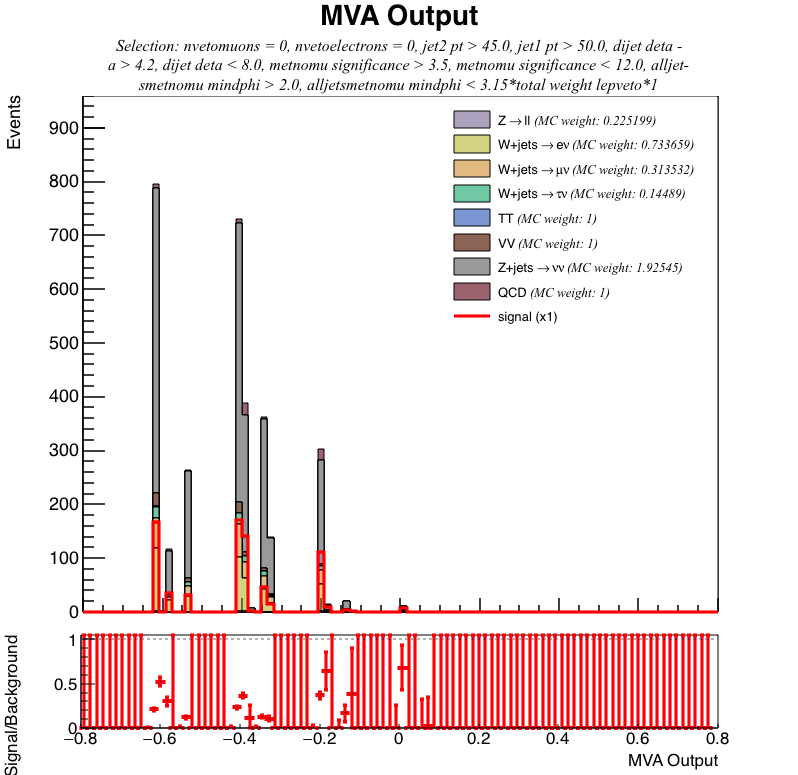 MVA Output
Selection: nvetomuons = 0, nvetoelectrons = 0, jet2 pt > 45.0, jet1 pt > 50.0, dijet deta -
a > 4.2, dijet deta < 8.0, metnomu significance > 3.5, metnomu significance < 12.0, alljet-
smetnomu mindphi > 2.0, alljetsmetnomu mindphi < 3.15*total weight lepveto*1
Events
900
800
700
600
500
400
300
200
100
0
Z→ll (MC weight: 0.225199)
W+jets→eν (MC weight: 0.733659)
W+jets→μν (MC weight: 0.313532)
W+jets→τν (MC weight: 0.14489)
TT (MC weight: 1)
VV (MC weight: 1)
Z+jets→νν (MC weight: 1.92545)
QCD (MC weight: 1)
signal (x1)
Signal/Background
1
0.5
0
−0.8 −0.6 −0.4 −0.2 0 0.2 0.4 0.6 0.8
MVA Output